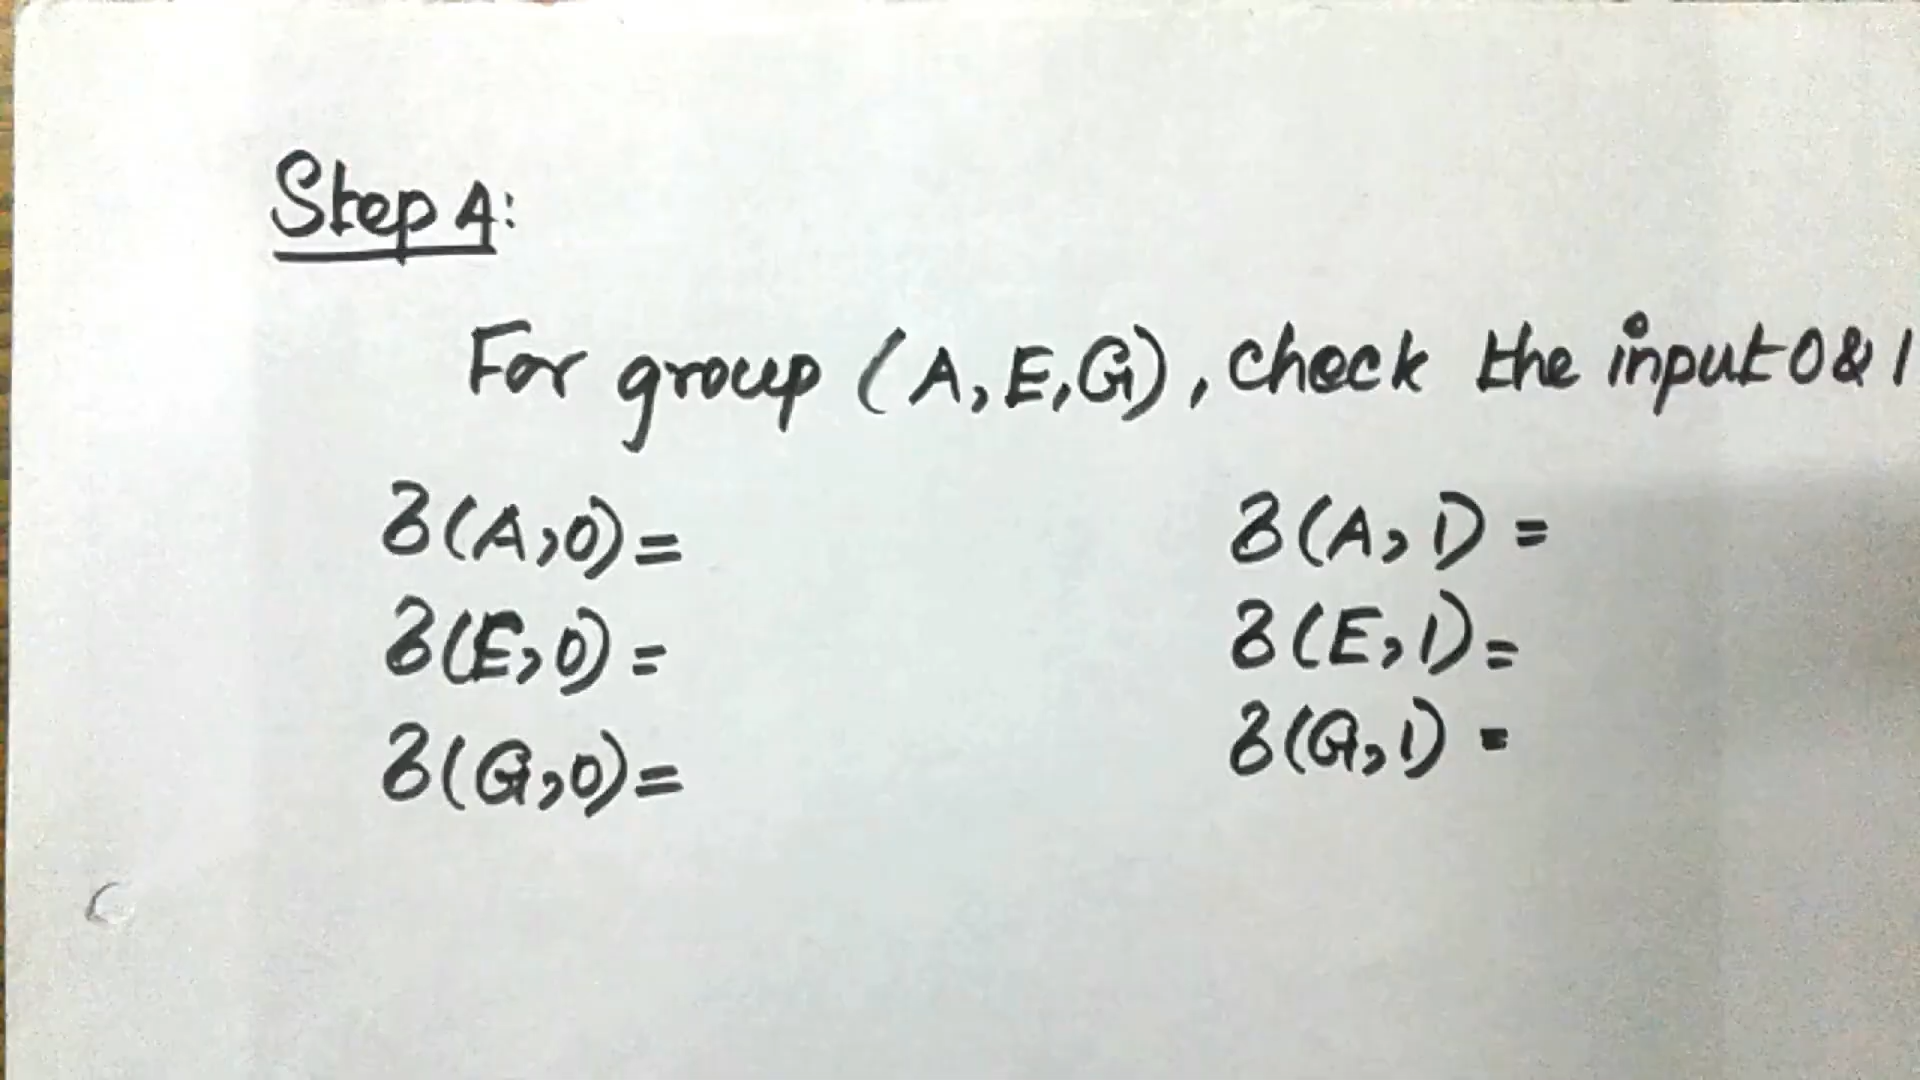 Step 4:
For group (A, E, G), check the input 0 & 1
δ(A,0)=
δ(A,1)=
δ(E,0)=
δ(E,1)=
δ(G,0)=
δ(G,1)=